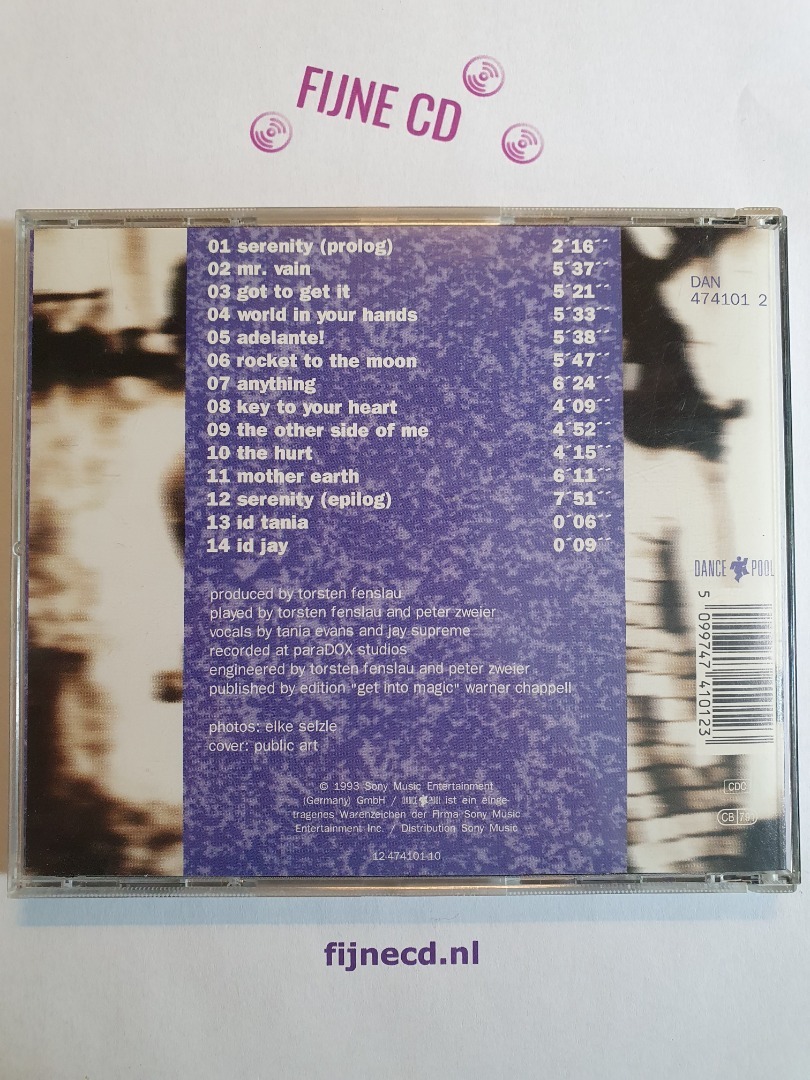 FIJNE CD
01 serenity (prolog) 2´16´´
02 mr. vain 5´37´´
03 got to get it 5´21´´
04 world in your hands 5´33´´
05 adelante! 5´38´´
06 rocket to the moon 5´47´´
07 anything 6´24´´
08 key to your heart 4´09´´
09 the other side of me 4´52´´
10 the hurt 4´15´´
11 mother earth 6´11´´
12 serenity (epilog) 7´51´´
13 id tania 0´06´´
14 id jay 0´09´´
produced by torsten fenslau
played by torsten fenslau and peter zweier
vocals by tania evans and jay supreme
recorded at paraDOX studios
engineered by torsten fenslau and peter zweier
published by edition "get into magic" warner chappell
photos: elke selzle
cover: public art
© 1993 Sony Music Entertainment
(Germany) GmbH / DANCE POOL ist ein einge-
tragenes Warenzeichen der Firma Sony Music
Entertainment Inc. / Distribution Sony Music
12-474101-10
DAN
474101 2
DANCE POOL
5 099747 410123
CDC
CB
fijnecd.nl